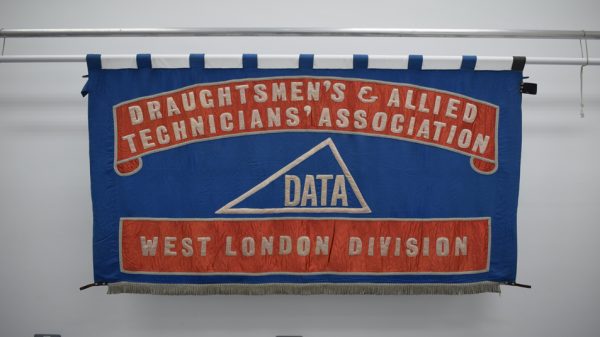 DRAUGHTSMEN'S & ALLIED
TECHNICIANS' ASSOCIATION
DATA
WEST LONDON DIVISION